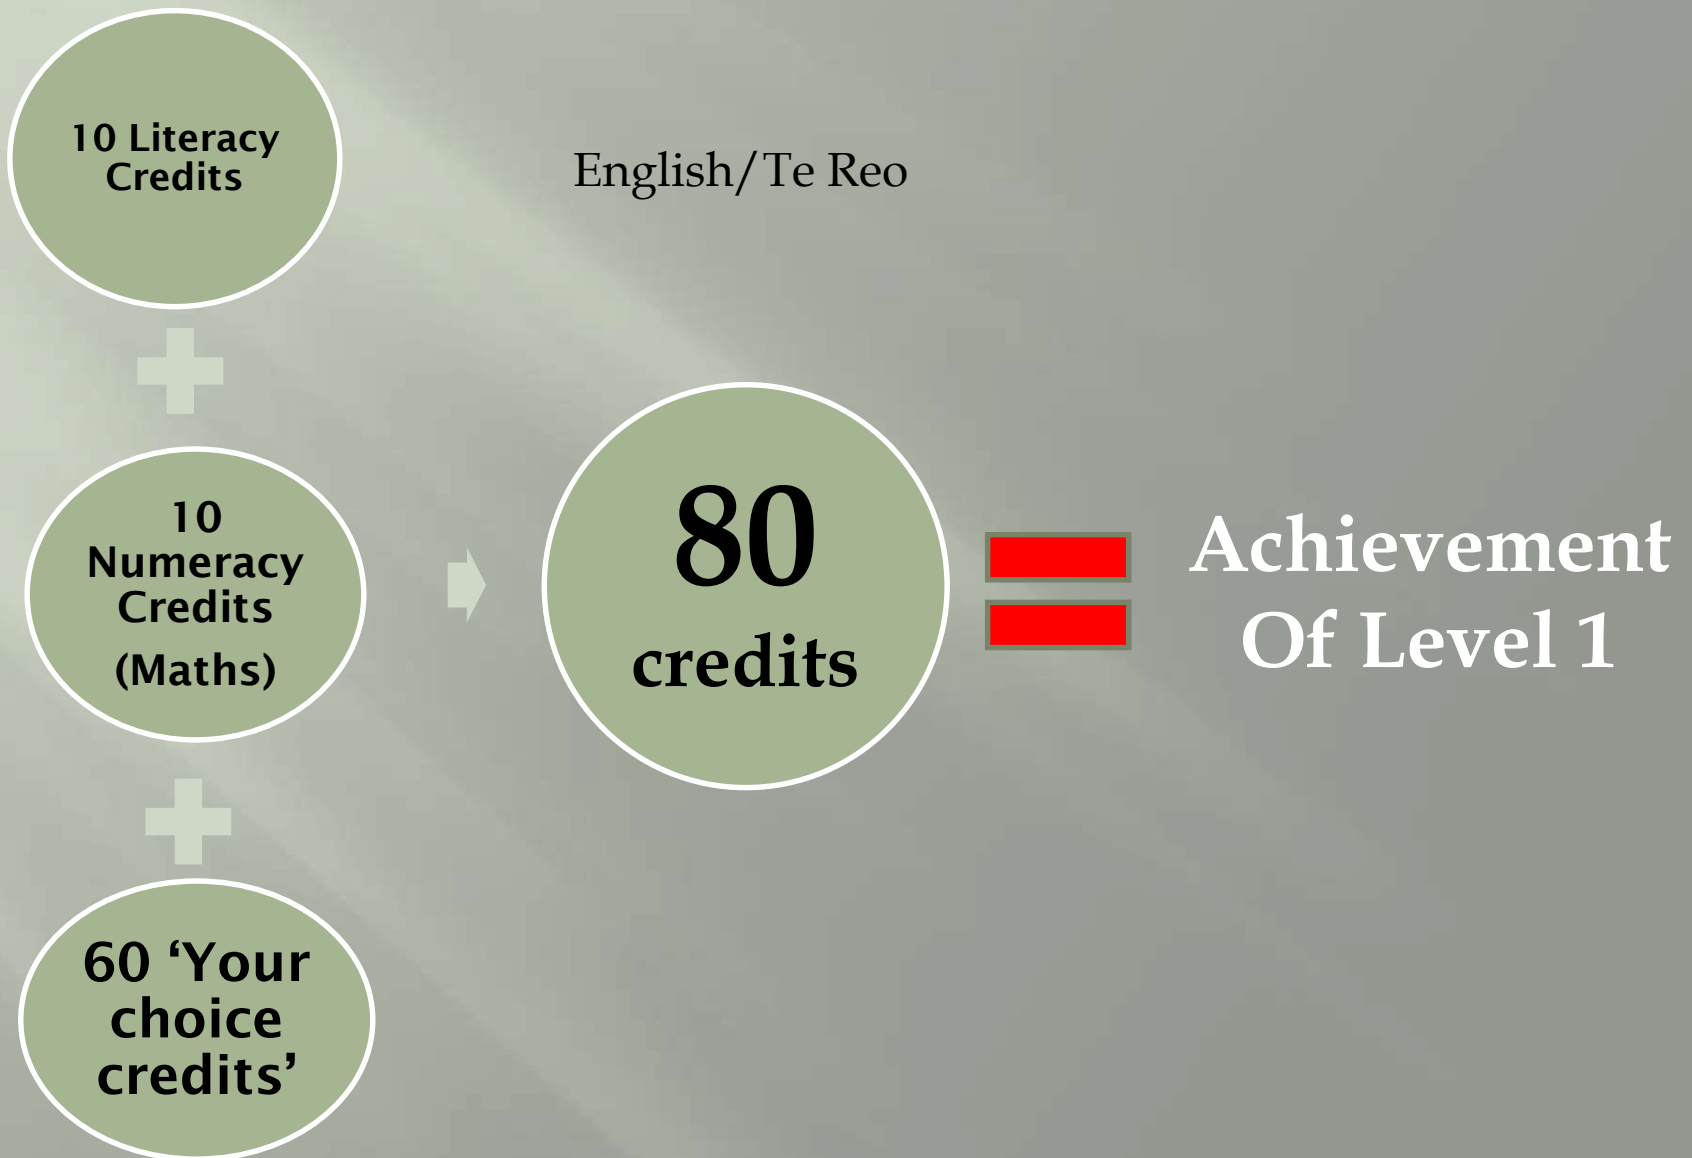 10 Literacy
Credits
English/Te Reo
10
Numeracy
Credits
(Maths)
60 ‘Your
choice
credits’
80
credits
Achievement
Of Level 1